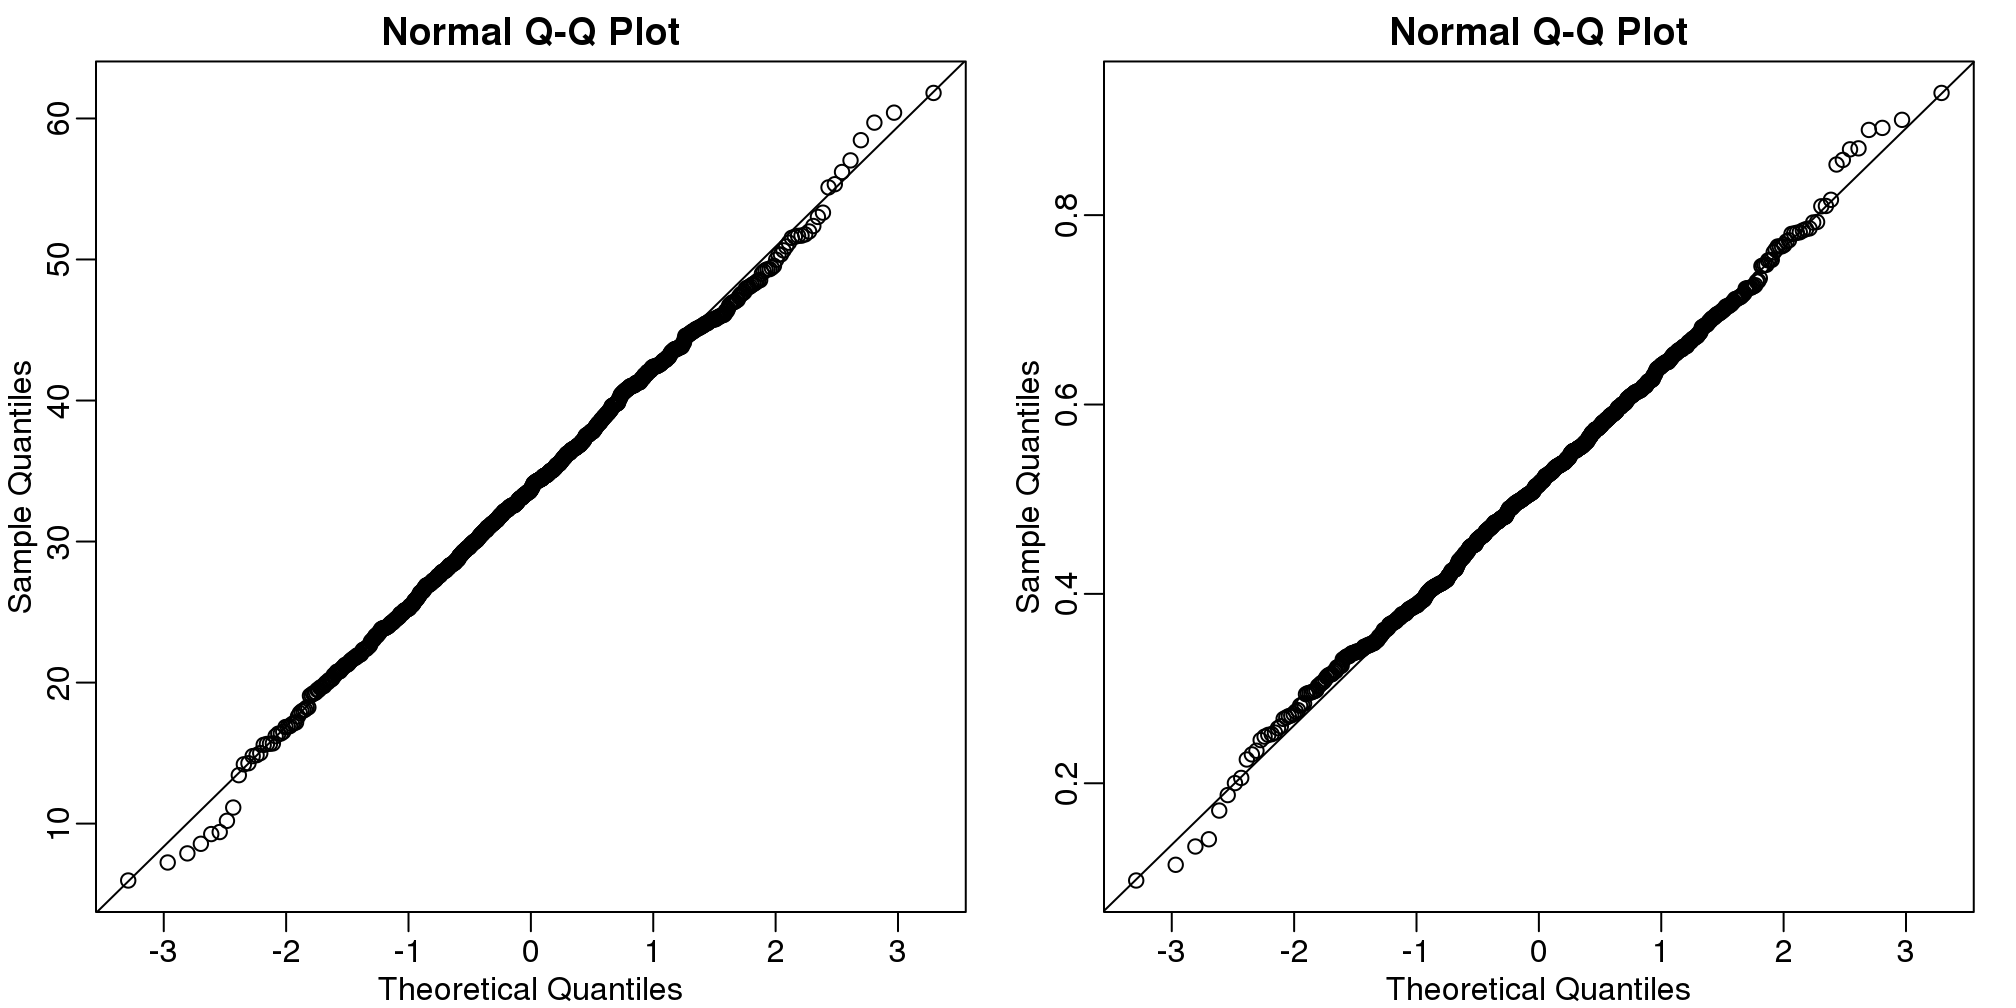 Normal Q-Q Plot
Sample Quantiles
60
50
40
30
20
10
-3 -2 -1 0 1 2 3
Theoretical Quantiles
Normal Q-Q Plot
Sample Quantiles
0.8
0.6
0.4
0.2
-3 -2 -1 0 1 2 3
Theoretical Quantiles